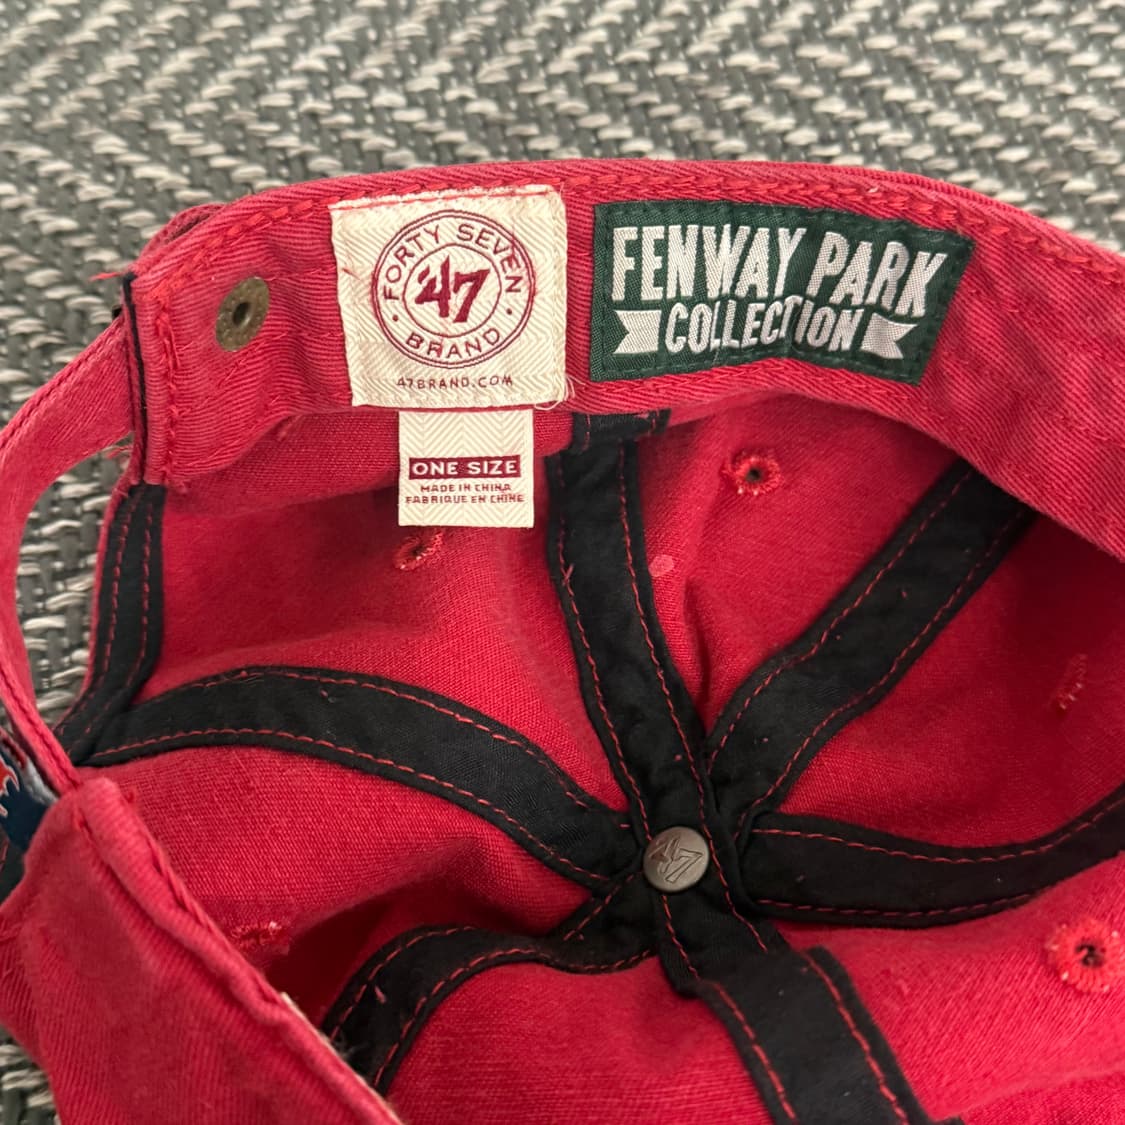 FORTY SEVEN
'47
BRAND
47BRAND.COM
FENWAY PARK
COLLECTION
ONE SIZE
MADE IN CHINA
FABRIQUE EN CHINE
47